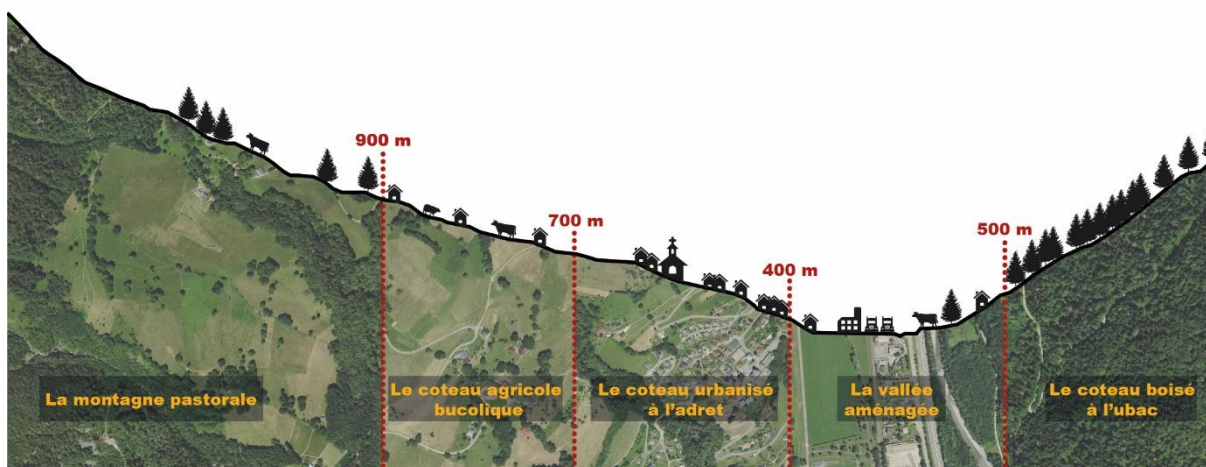 900 m
700 m
400 m
500 m
La montagne pastorale
Le coteau agricole
bucolique
Le coteau urbanisé
à l'adret
La vallée
aménagée
Le coteau boisé
à l'ubac